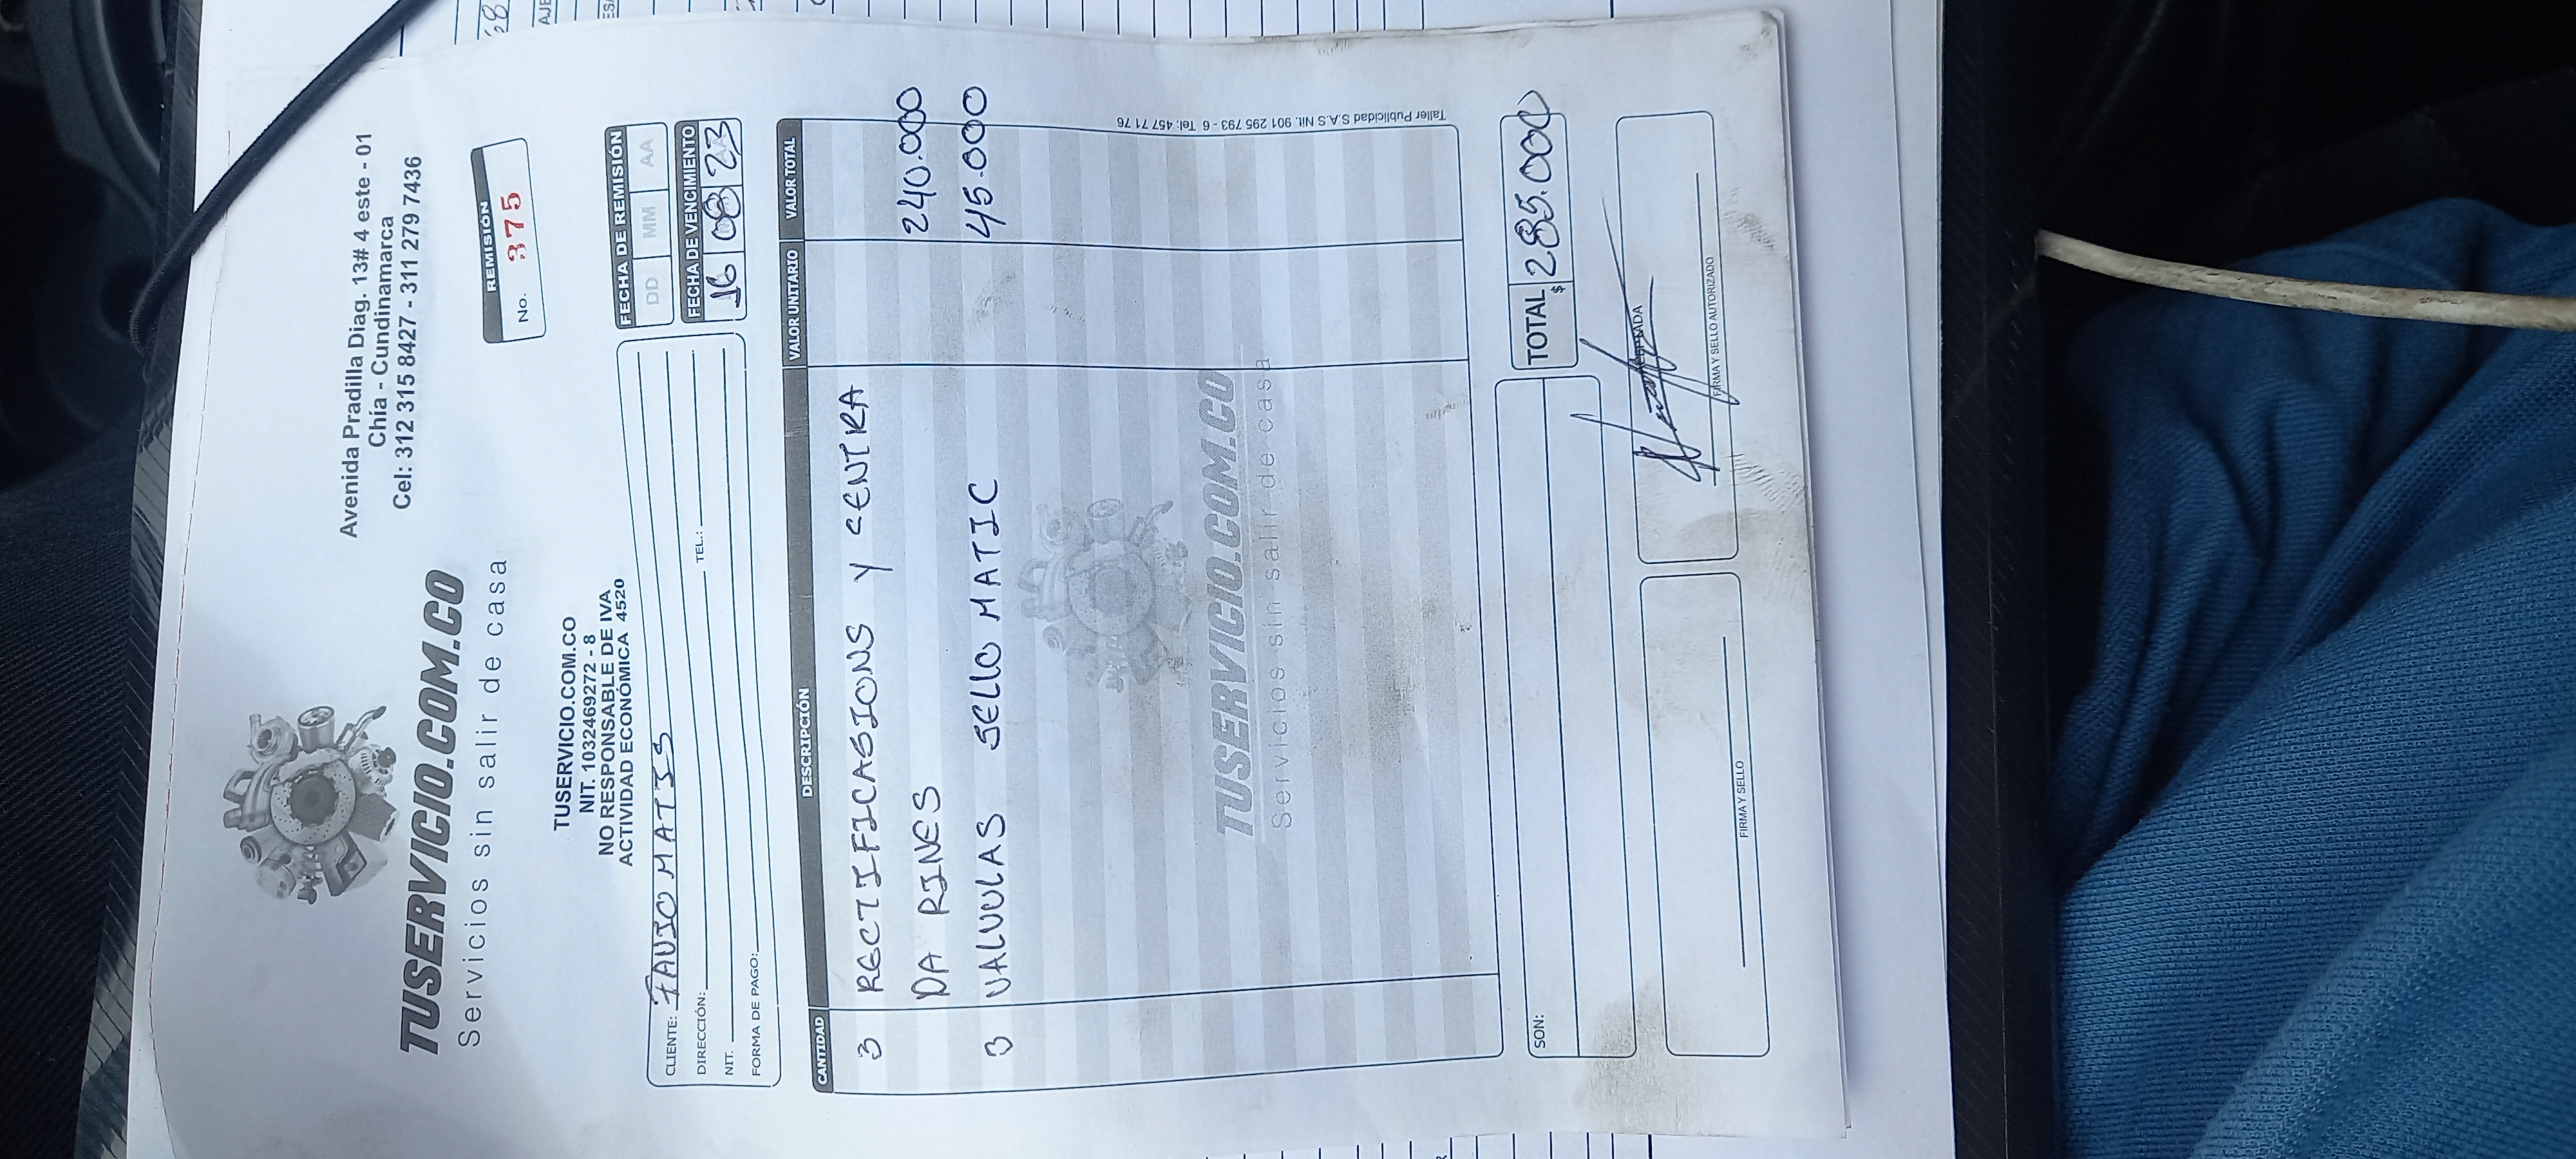 TUSERVICIO.COM.CO
Servicios sin salir de casa
Avenida Pradilla Diag. 13# 4 este - 01
Chía - Cundinamarca
Cel: 312 315 8427 - 311 279 7436
REMISIÓN
No. 375
TUSERVICIO.COM.CO
NIT. 1032469272 - 8
NO RESPONSABLE DE IVA
ACTIVIDAD ECONÓMICA 4520
FECHA DE REMISIÓN
DD MM AA
FECHA DE VENCIMIENTO
16 08 23
CLIENTE: FAVIO MATIS
DIRECCIÓN:
NIT. TEL.:
FORMA DE PAGO:
CANTIDAD DESCRIPCIÓN VALOR UNITARIO VALOR TOTAL
3 RECTIFICASIONS Y CENTRA
DA RINES 240.000
3 VALVULAS SELLO MATIC 45.000
TUSERVICIO.COM.CO
Servicios sin salir de casa
Taller Publicidad S.A.S Nit. 901 295 793 - 6 Tel: 457 71 76
SON:
TOTAL $ 285.000
FIRMA Y SELLO
ACEPTADA
FIRMA Y SELLO AUTORIZADO